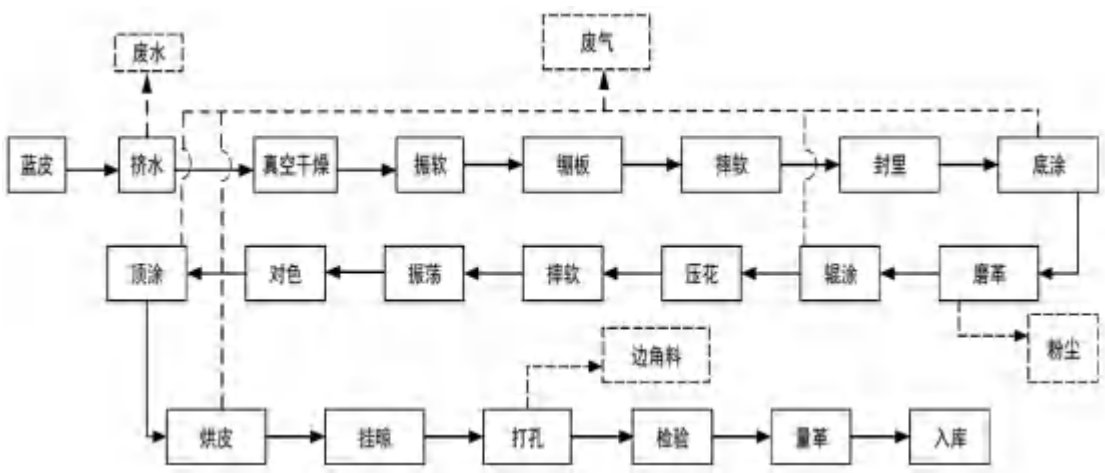 废水
废气
蓝皮
挤水
真空干燥
振软
绷板
摔软
封里
底涂
顶涂
对色
振荡
摔软
压花
辊涂
磨革
边角料
粉尘
烘皮
挂晾
打孔
检验
量革
入库